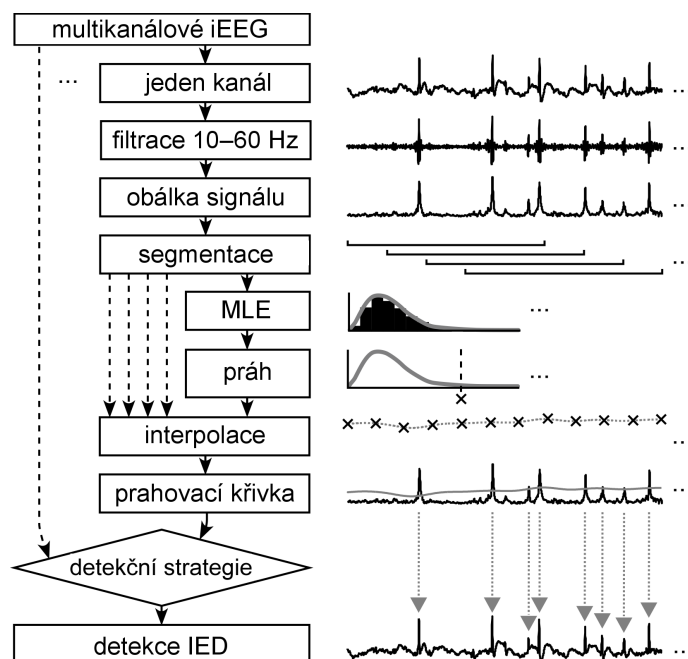 multikanálové iEEG
...
jeden kanál
...
filtrace 10–60 Hz
...
obálka signálu
...
segmentace
...
MLE
...
práh
...
interpolace
...
prahovací křivka
...
detekční strategie
detekce IED
...